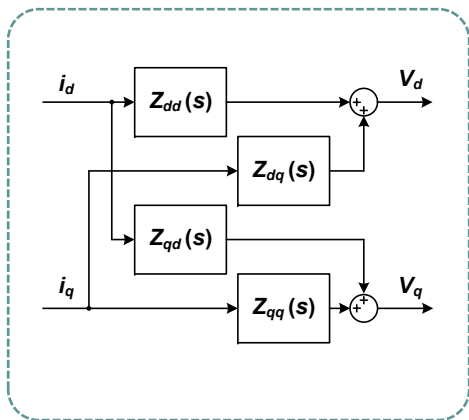 i_d Z_dd(s) + + V_d
Z_dq(s)
Z_qd(s)
i_q Z_qq(s) + + V_q